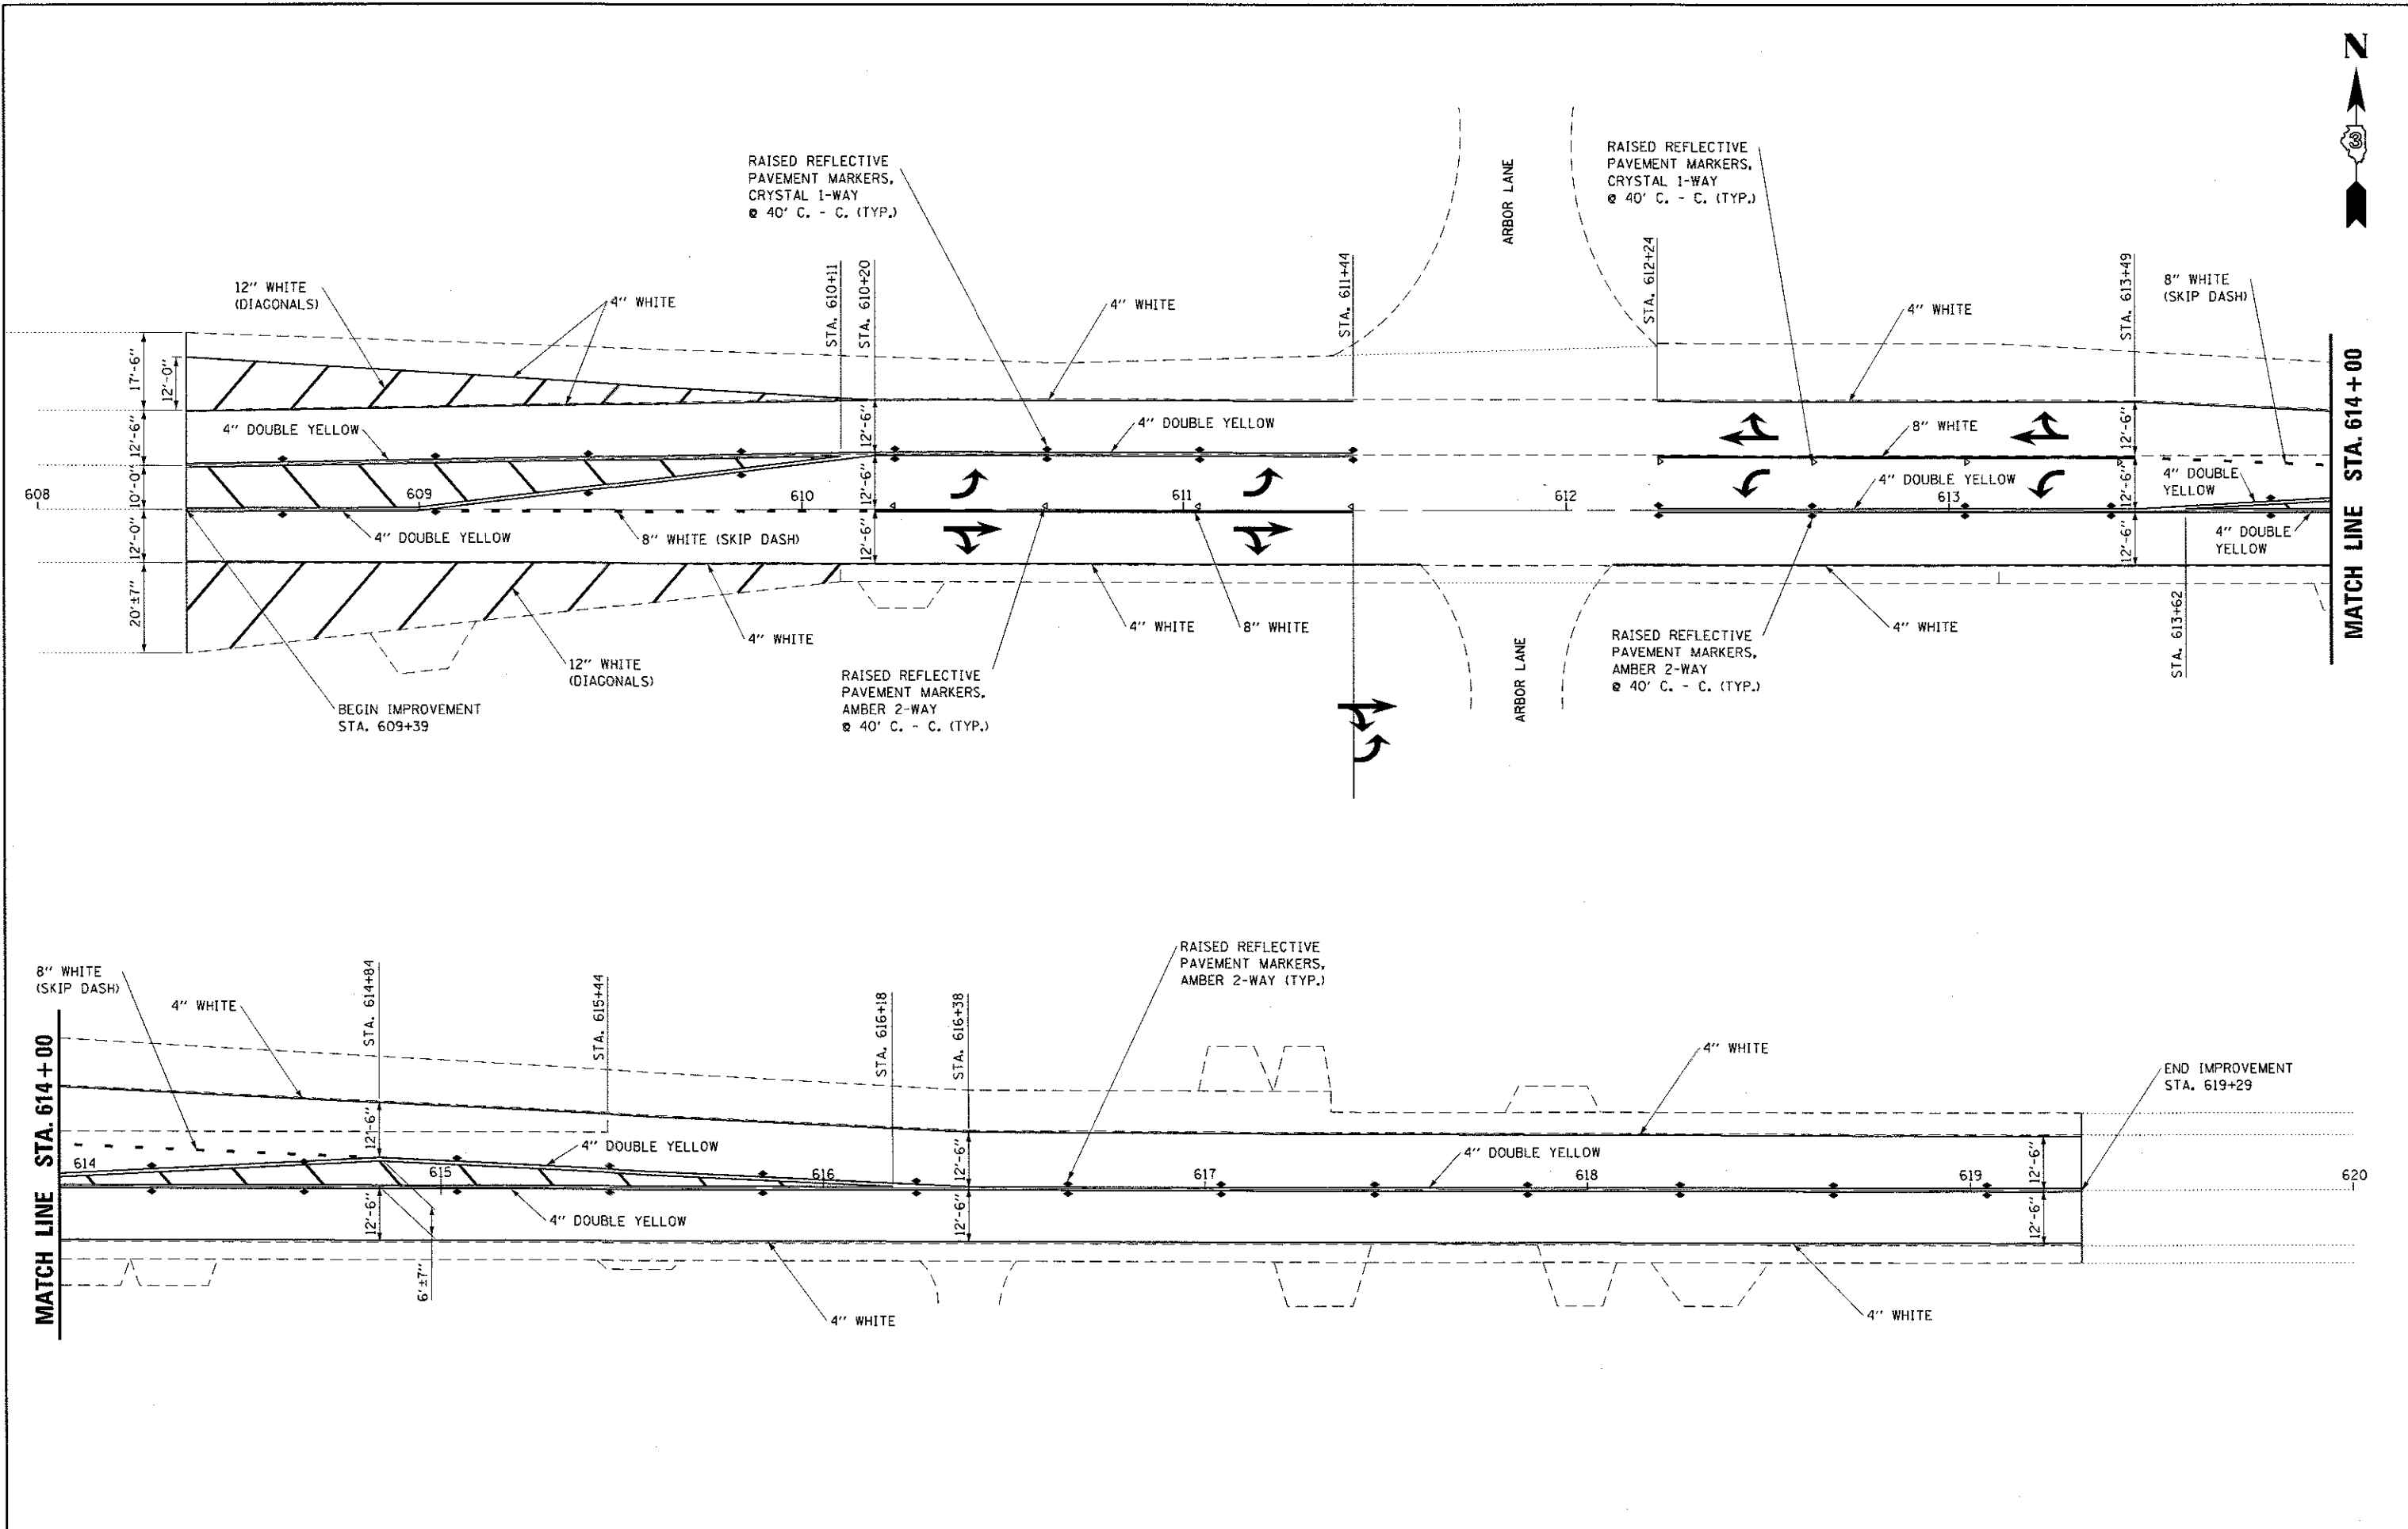 N
3
RAISED REFLECTIVE
PAVEMENT MARKERS,
CRYSTAL 1-WAY
@ 40' C. - C. (TYP.)
RAISED REFLECTIVE
PAVEMENT MARKERS,
CRYSTAL 1-WAY
@ 40' C. - C. (TYP.)
ARBOR LANE
12" WHITE
(DIAGONALS)
4" WHITE
STA. 610+11
STA. 610+20
4" WHITE
STA. 611+44
STA. 612+24
4" WHITE
STA. 613+49
8" WHITE
(SKIP DASH)
17'-6"
12'-0"
12'-6"
10'-0"
12'-0"
20'±7"
4" DOUBLE YELLOW
12'-6"
12'-6"
12'-6"
4" DOUBLE YELLOW
8" WHITE
4" DOUBLE YELLOW
12'-6"
12'-6"
12'-6"
4" DOUBLE
YELLOW
4" DOUBLE
YELLOW
608
609
610
611
612
613
4" DOUBLE YELLOW
8" WHITE (SKIP DASH)
MATCH LINE STA. 614+00
4" WHITE
4" WHITE
8" WHITE
4" WHITE
STA. 613+62
12" WHITE
(DIAGONALS)
RAISED REFLECTIVE
PAVEMENT MARKERS,
AMBER 2-WAY
@ 40' C. - C. (TYP.)
ARBOR LANE
RAISED REFLECTIVE
PAVEMENT MARKERS,
AMBER 2-WAY
@ 40' C. - C. (TYP.)
BEGIN IMPROVEMENT
STA. 609+39
MATCH LINE STA. 614+00
8" WHITE
(SKIP DASH)
4" WHITE
STA. 614+84
STA. 615+44
STA. 616+18
STA. 616+38
RAISED REFLECTIVE
PAVEMENT MARKERS,
AMBER 2-WAY (TYP.)
4" WHITE
END IMPROVEMENT
STA. 619+29
12'-6"
4" DOUBLE YELLOW
12'-6"
4" DOUBLE YELLOW
12'-6"
614
615
616
617
618
619
620
12'-6"
4" DOUBLE YELLOW
12'-6"
12'-6"
6'±7"
4" WHITE
4" WHITE